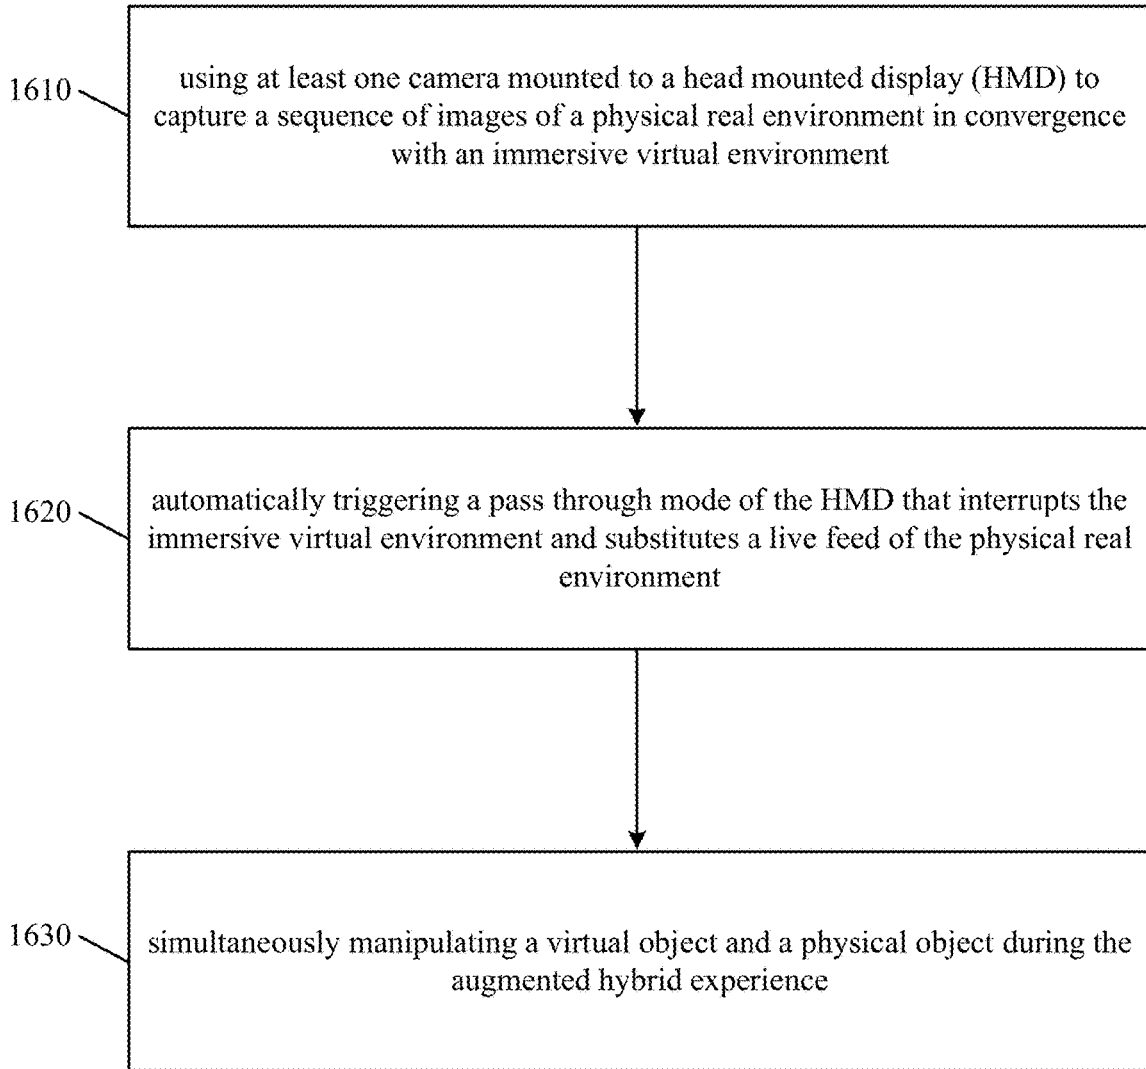 1610
using at least one camera mounted to a head mounted display (HMD) to
capture a sequence of images of a physical real environment in convergence
with an immersive virtual environment
1620
automatically triggering a pass through mode of the HMD that interrupts the
immersive virtual environment and substitutes a live feed of the physical real
environment
1630
simultaneously manipulating a virtual object and a physical object during the
augmented hybrid experience